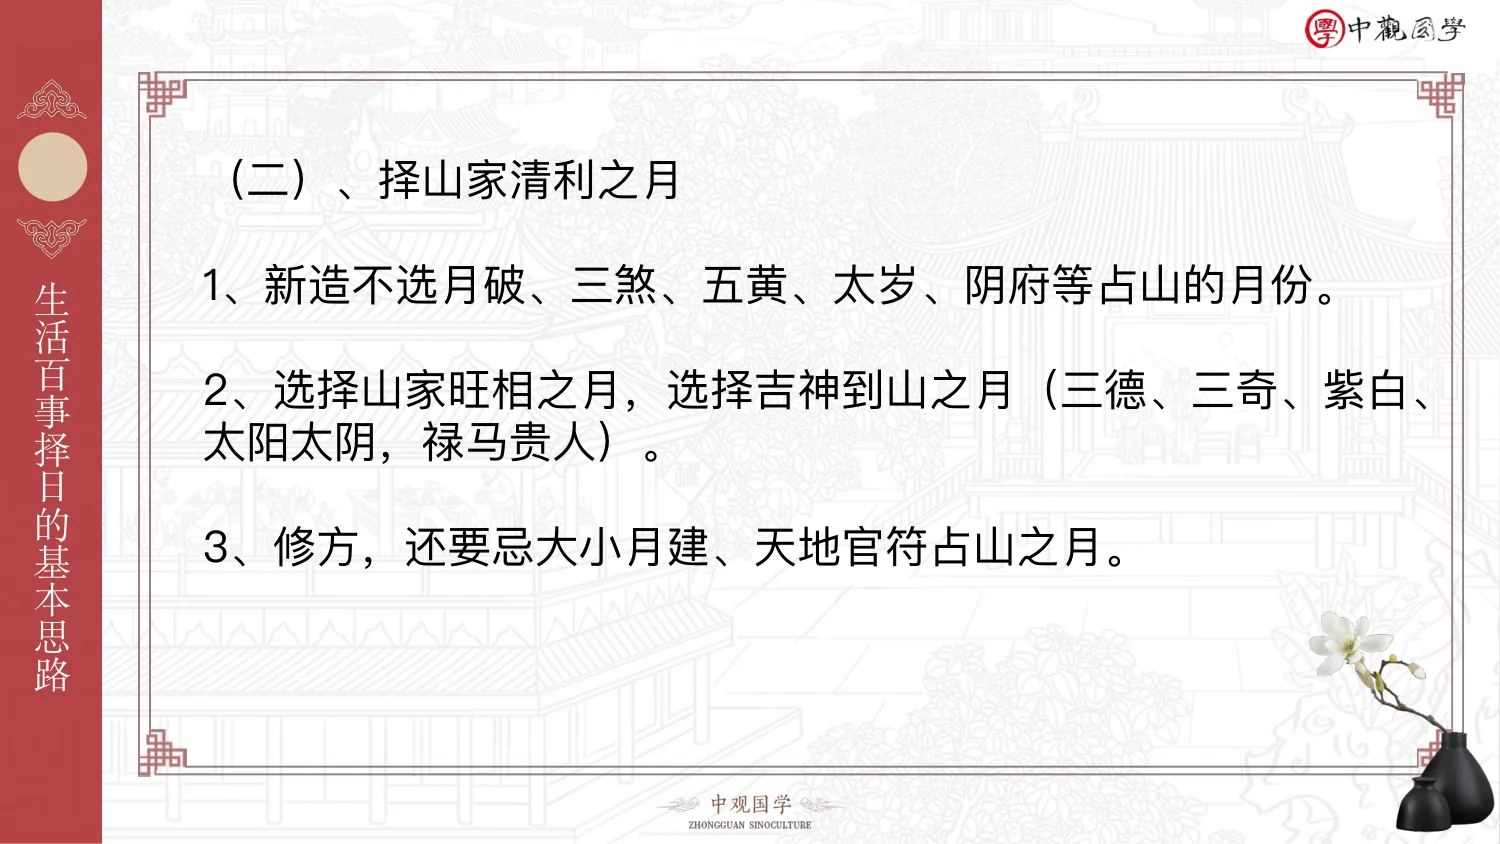 學中觀国學
生活百事择日的基本思路
（二）、择山家清利之月
1、新造不选月破、三煞、五黄、太岁、阴府等占山的月份。
2、选择山家旺相之月，选择吉神到山之月（三德、三奇、紫白、
太阳太阴，禄马贵人）。
3、修方，还要忌大小月建、天地官符占山之月。
中观国学
ZHONGGUAN SINOCULTURE